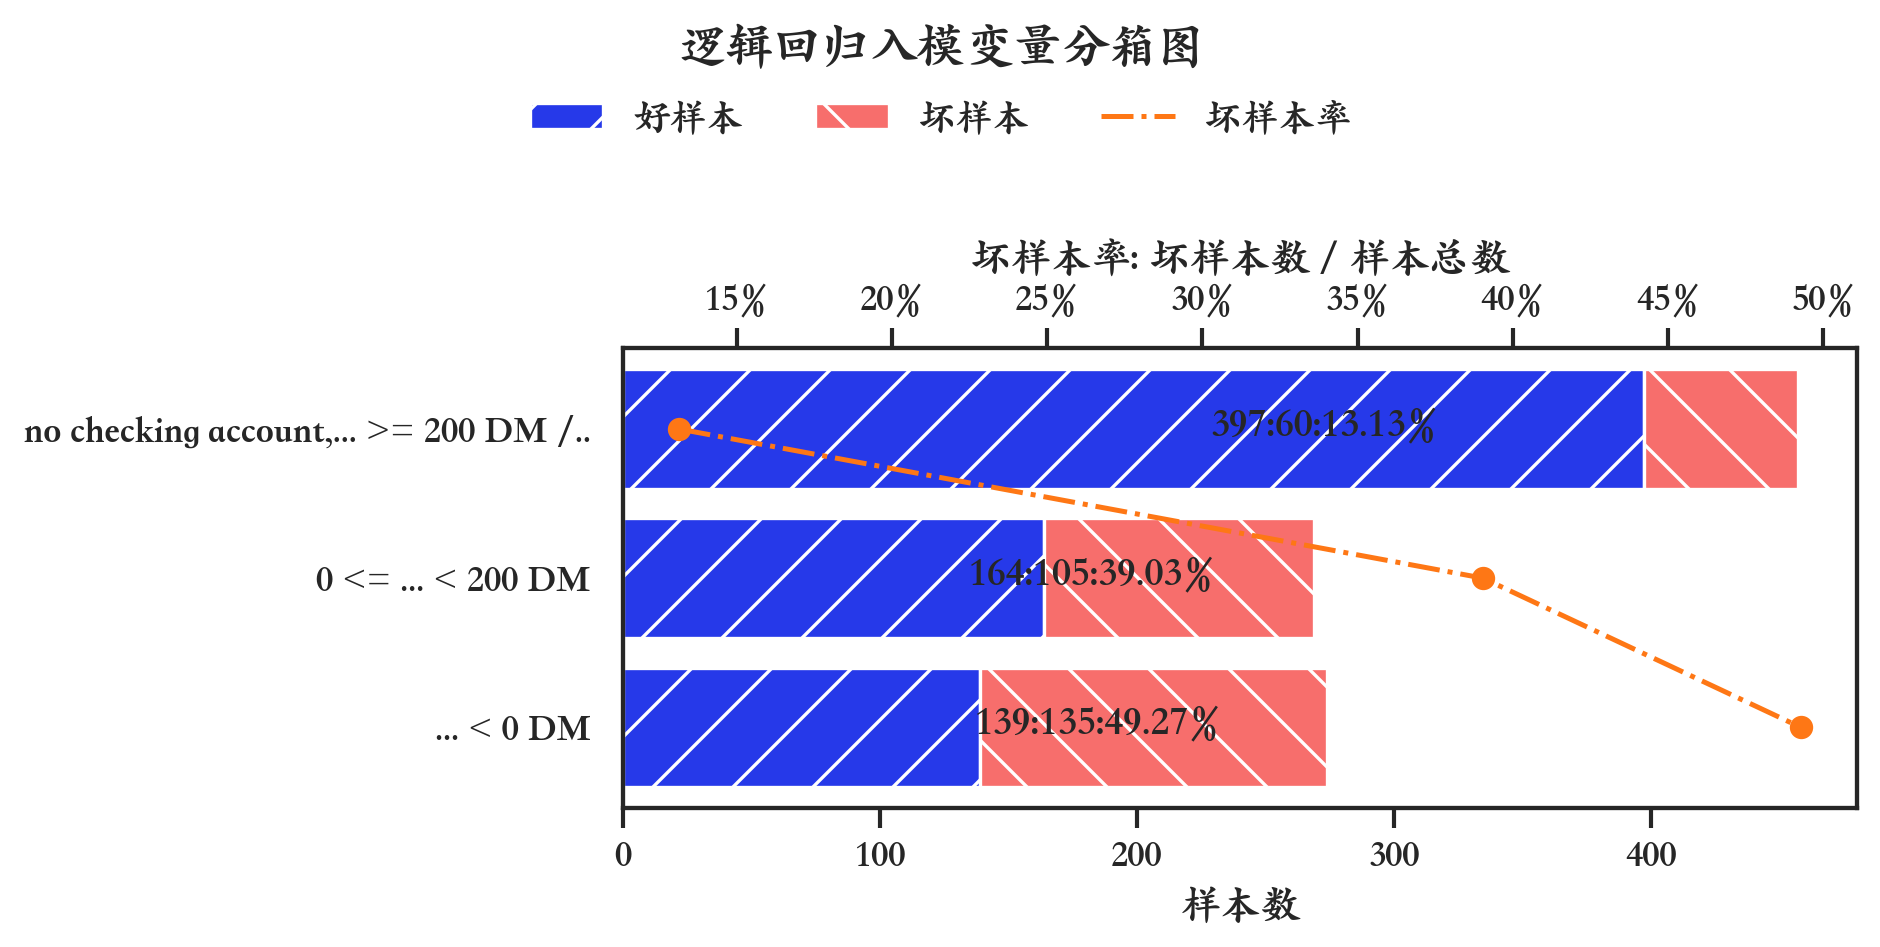 逻辑回归入模变量分箱图
好样本 坏样本 坏样本率
坏样本率: 坏样本数 / 样本总数
15% 20% 25% 30% 35% 40% 45% 50%
no checking account,... >= 200 DM /..
397:60:13.13%
0 <= ... < 200 DM
164:105:39.03%
... < 0 DM
139:135:49.27%
0 100 200 300 400
样本数